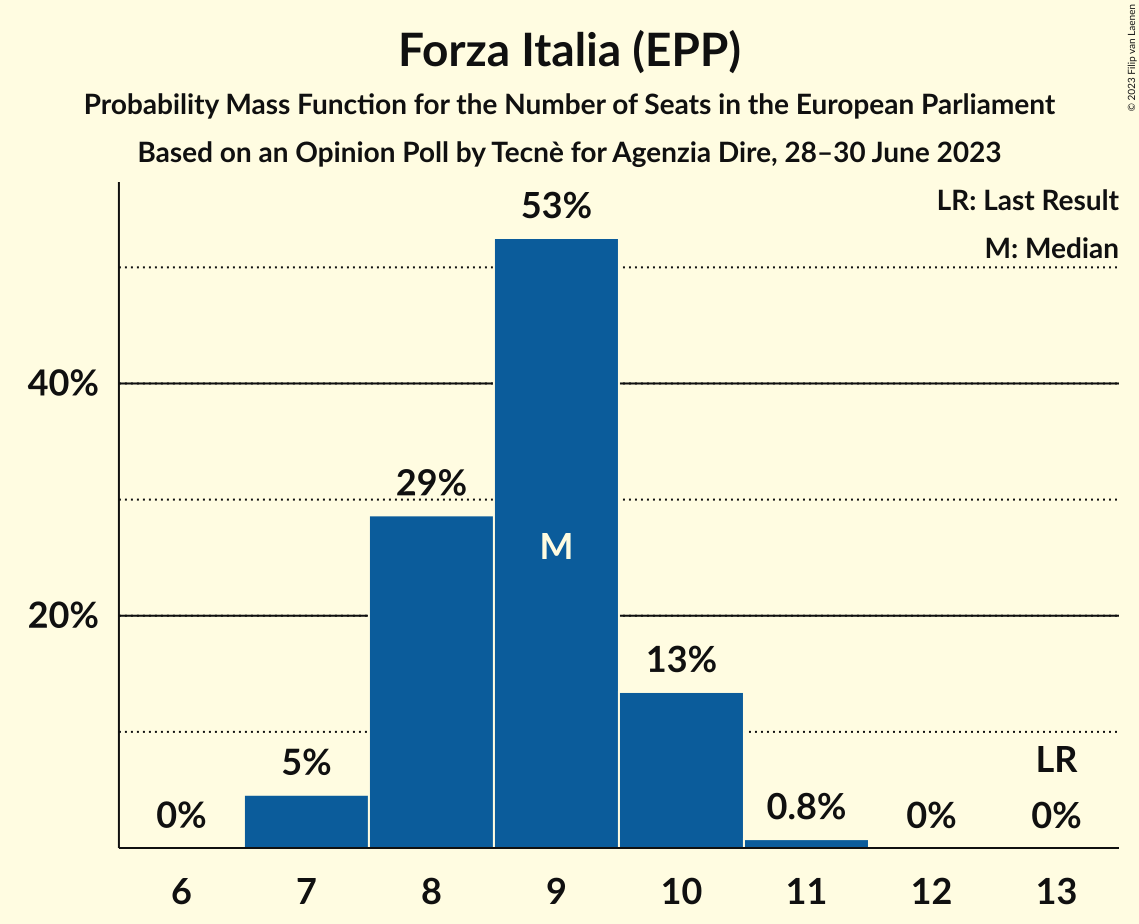 Forza Italia (EPP)
Probability Mass Function for the Number of Seats in the European Parliament
Based on an Opinion Poll by Tecnè for Agenzia Dire, 28–30 June 2023
© 2023 Filip van Laenen
LR: Last Result
M: Median
53%
40%
29%
M
20%
13%
5%
LR
0%
0.8%
0%
0%
6 7 8 9 10 11 12 13